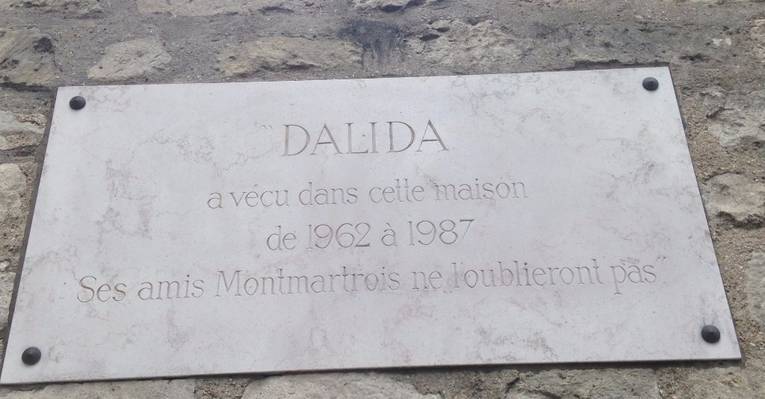 DALIDA
a vécu dans cette maison
de 1962 à 1987
"Ses amis Montmartrois ne l'oublieront pas"